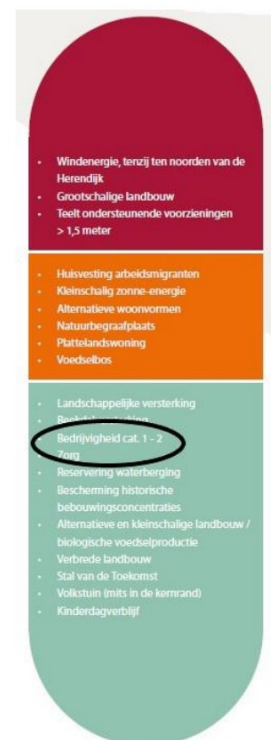 • Windenergie, tenzij ten noorden van de
Herendijk
• Grootschalige landbouw
• Teelt ondersteunende voorzieningen
> 1,5 meter
• Huisvesting arbeidsmigranten
• Kleinschalig zonne-energie
• Alternatieve woonvormen
• Natuurbegraafplaats
• Plattelandswoning
• Voedselbos
• Landschappelijke versterking
• Bedrijvigheid cat. 1 - 2
• Zorg
• Reservering waterberging
• Bescherming historische
bebouwingsconcentraties
• Alternatieve en kleinschalige landbouw /
biologische voedselproductie
• Verbrede landbouw
• Stal van de Toekomst
• Volkstuin (mits in de kernrand)
• Kinderdagverblijf